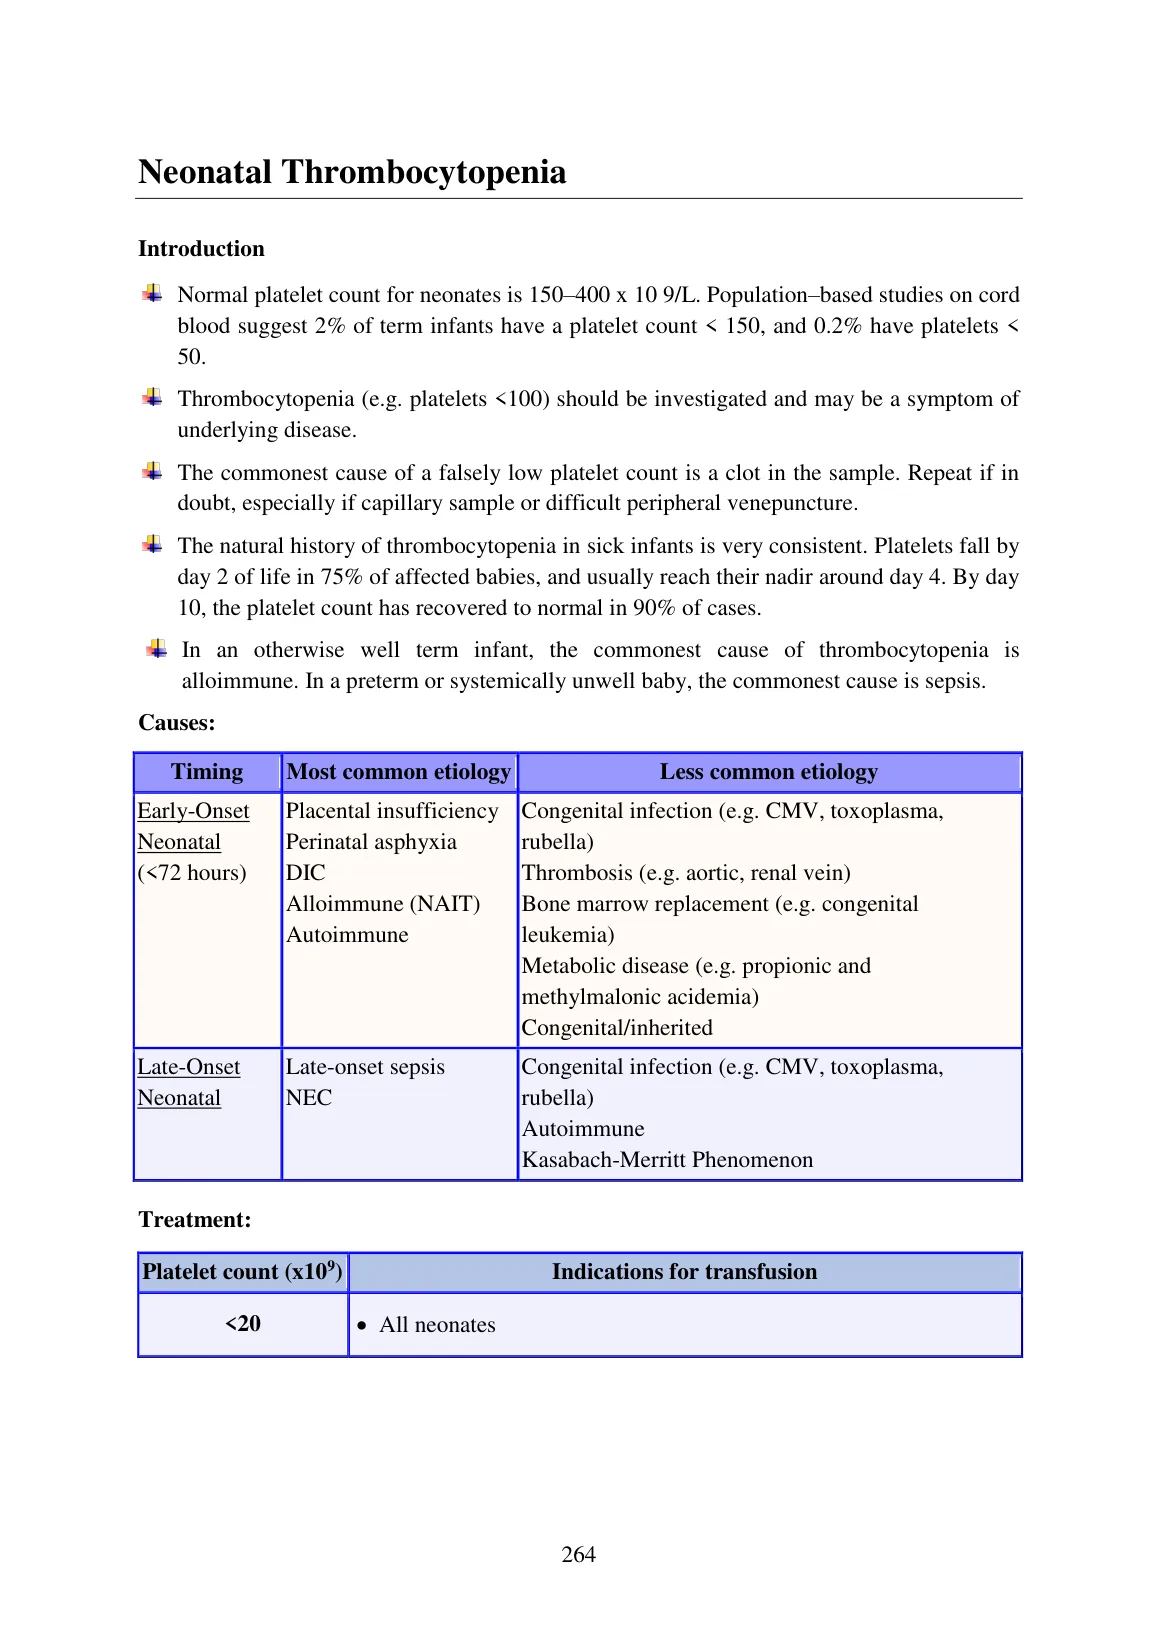 Neonatal Thrombocytopenia
Introduction
Normal platelet count for neonates is 150–400 x 10 9/L. Population–based studies on cord
blood suggest 2% of term infants have a platelet count < 150, and 0.2% have platelets <
50.
Thrombocytopenia (e.g. platelets <100) should be investigated and may be a symptom of
underlying disease.
The commonest cause of a falsely low platelet count is a clot in the sample. Repeat if in
doubt, especially if capillary sample or difficult peripheral venepuncture.
The natural history of thrombocytopenia in sick infants is very consistent. Platelets fall by
day 2 of life in 75% of affected babies, and usually reach their nadir around day 4. By day
10, the platelet count has recovered to normal in 90% of cases.
In an otherwise well term infant, the commonest cause of thrombocytopenia is
alloimmune. In a preterm or systemically unwell baby, the commonest cause is sepsis.
Causes:
Timing
Most common etiology
Less common etiology
Early-Onset
Neonatal
(<72 hours)
Placental insufficiency
Perinatal asphyxia
DIC
Alloimmune (NAIT)
Autoimmune
Congenital infection (e.g. CMV, toxoplasma,
rubella)
Thrombosis (e.g. aortic, renal vein)
Bone marrow replacement (e.g. congenital
leukemia)
Metabolic disease (e.g. propionic and
methylmalonic acidemia)
Congenital/inherited
Late-Onset
Neonatal
Late-onset sepsis
NEC
Congenital infection (e.g. CMV, toxoplasma,
rubella)
Autoimmune
Kasabach-Merritt Phenomenon
Treatment:
Platelet count (x10⁹)
Indications for transfusion
<20
• All neonates
264